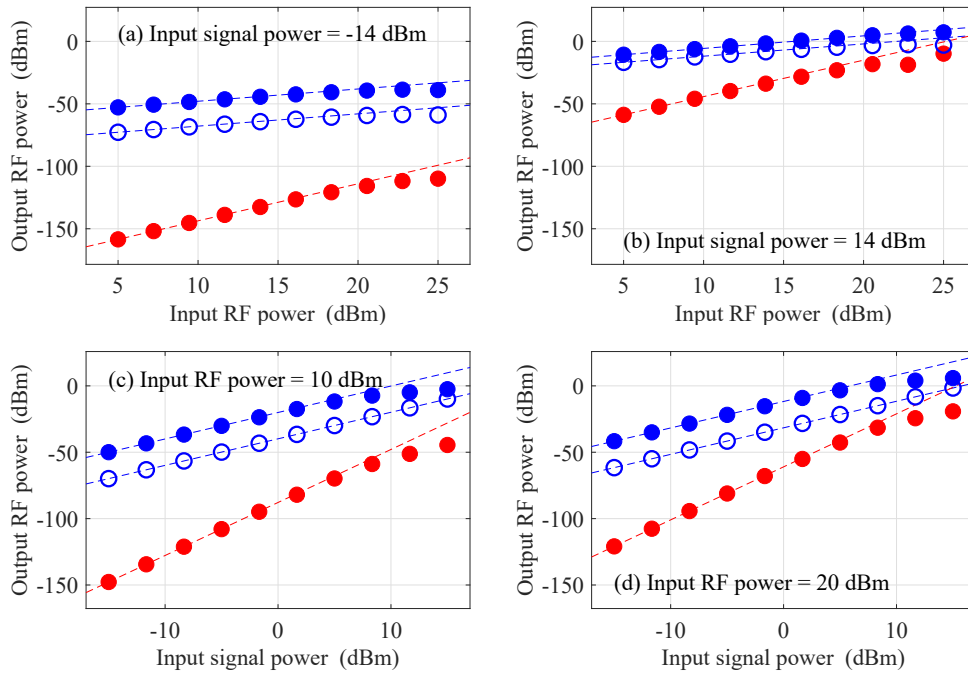 (a) Input signal power = -14 dBm
0
-50
-100
-150
Output RF power (dBm)
5 10 15 20 25
Input RF power (dBm)
(b) Input signal power = 14 dBm
0
-50
-100
-150
Output RF power (dBm)
5 10 15 20 25
Input RF power (dBm)
(c) Input RF power = 10 dBm
0
-50
-100
-150
Output RF power (dBm)
-10 0 10
Input signal power (dBm)
(d) Input RF power = 20 dBm
0
-50
-100
-150
Output RF power (dBm)
-10 0 10
Input signal power (dBm)